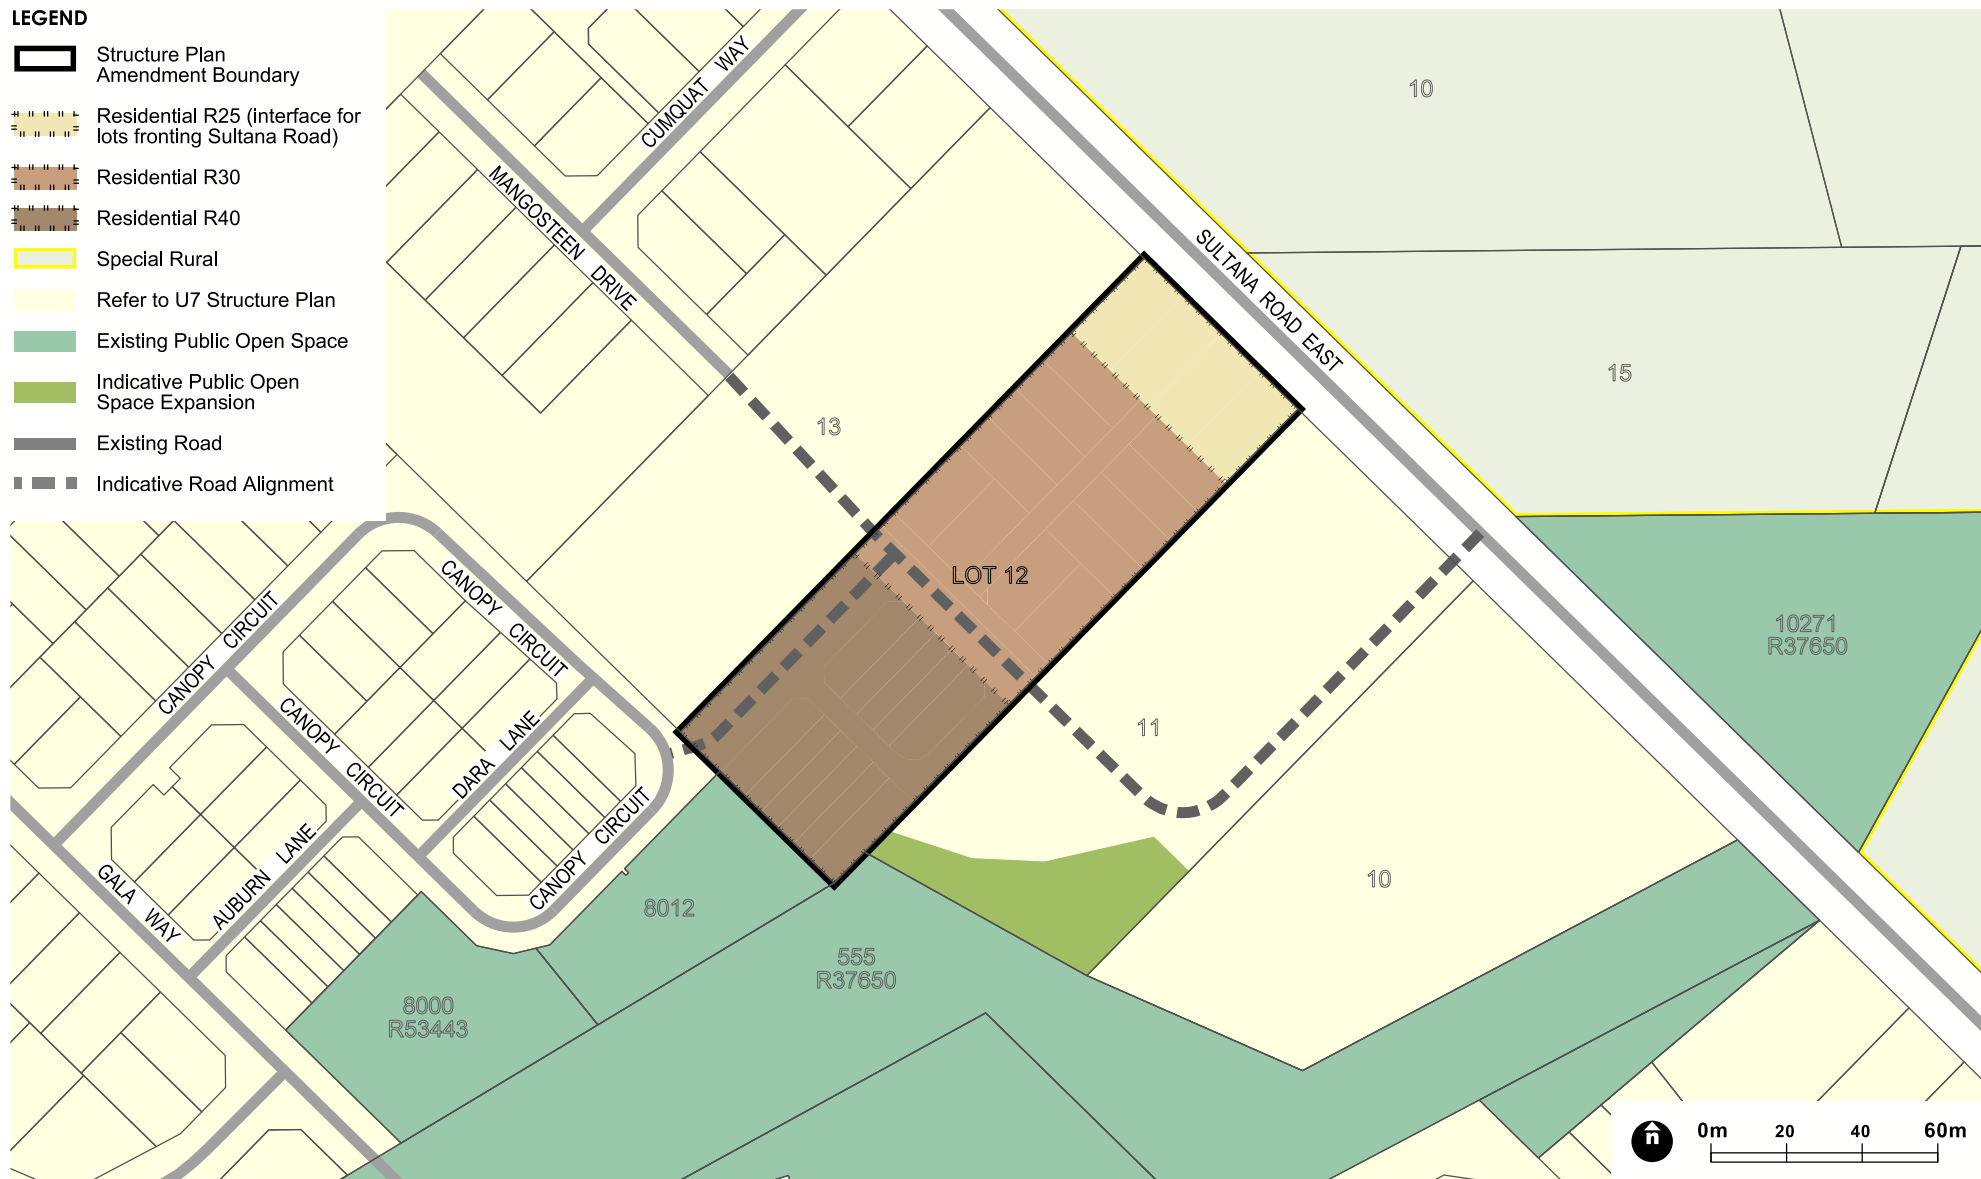 LEGEND
Structure Plan
Amendment Boundary
Residential R25 (interface for
lots fronting Sultana Road)
Residential R30
Residential R40
Special Rural
Refer to U7 Structure Plan
Existing Public Open Space
Indicative Public Open
Space Expansion
Existing Road
Indicative Road Alignment
CUMQUAT WAY
MANGOSTEEN DRIVE
SULTANA ROAD EAST
10
15
13
LOT 12
11
10
10271
R37650
CANOPY CIRCUIT
CANOPY CIRCUIT
CANOPY CIRCUIT
DARA LANE
CANOPY CIRCUIT
AUBURN LANE
GALA WAY
8012
555
R37650
8000
R53443
n
0m 20 40 60m